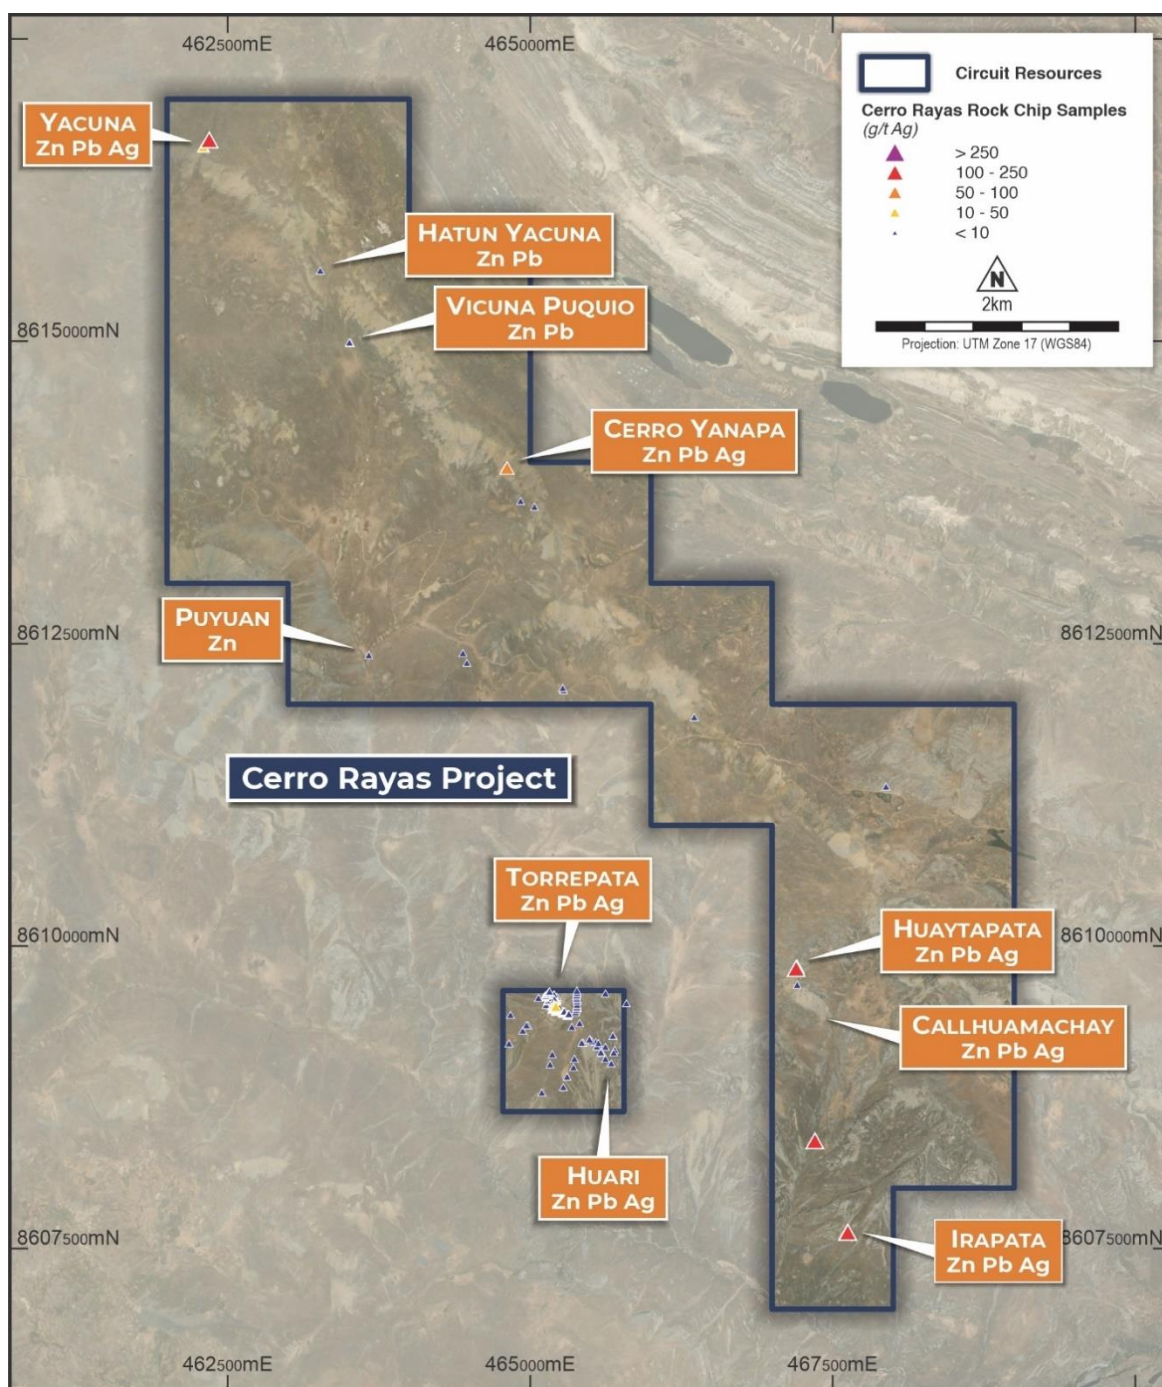 462500mE
465000mE
Circuit Resources
Cerro Rayas Rock Chip Samples
(g/t Ag)
> 250
100 - 250
50 - 100
10 - 50
< 10
N
2km
Projection: UTM Zone 17 (WGS84)
YACUNA
Zn Pb Ag
HATUN YACUNA
Zn Pb
VICUNA PUQUIO
Zn Pb
8615000mN
CERRO YANAPA
Zn Pb Ag
PUYUAN
Zn
8612500mN
8612500mN
Cerro Rayas Project
TORREPATA
Zn Pb Ag
8610000mN
HUAYTAPATA
Zn Pb Ag
8610000mN
CALLHUAMACHAY
Zn Pb Ag
HUARI
Zn Pb Ag
8607500mN
IRAPATA
Zn Pb Ag
8607500mN
462500mE
465000mE
467500mE